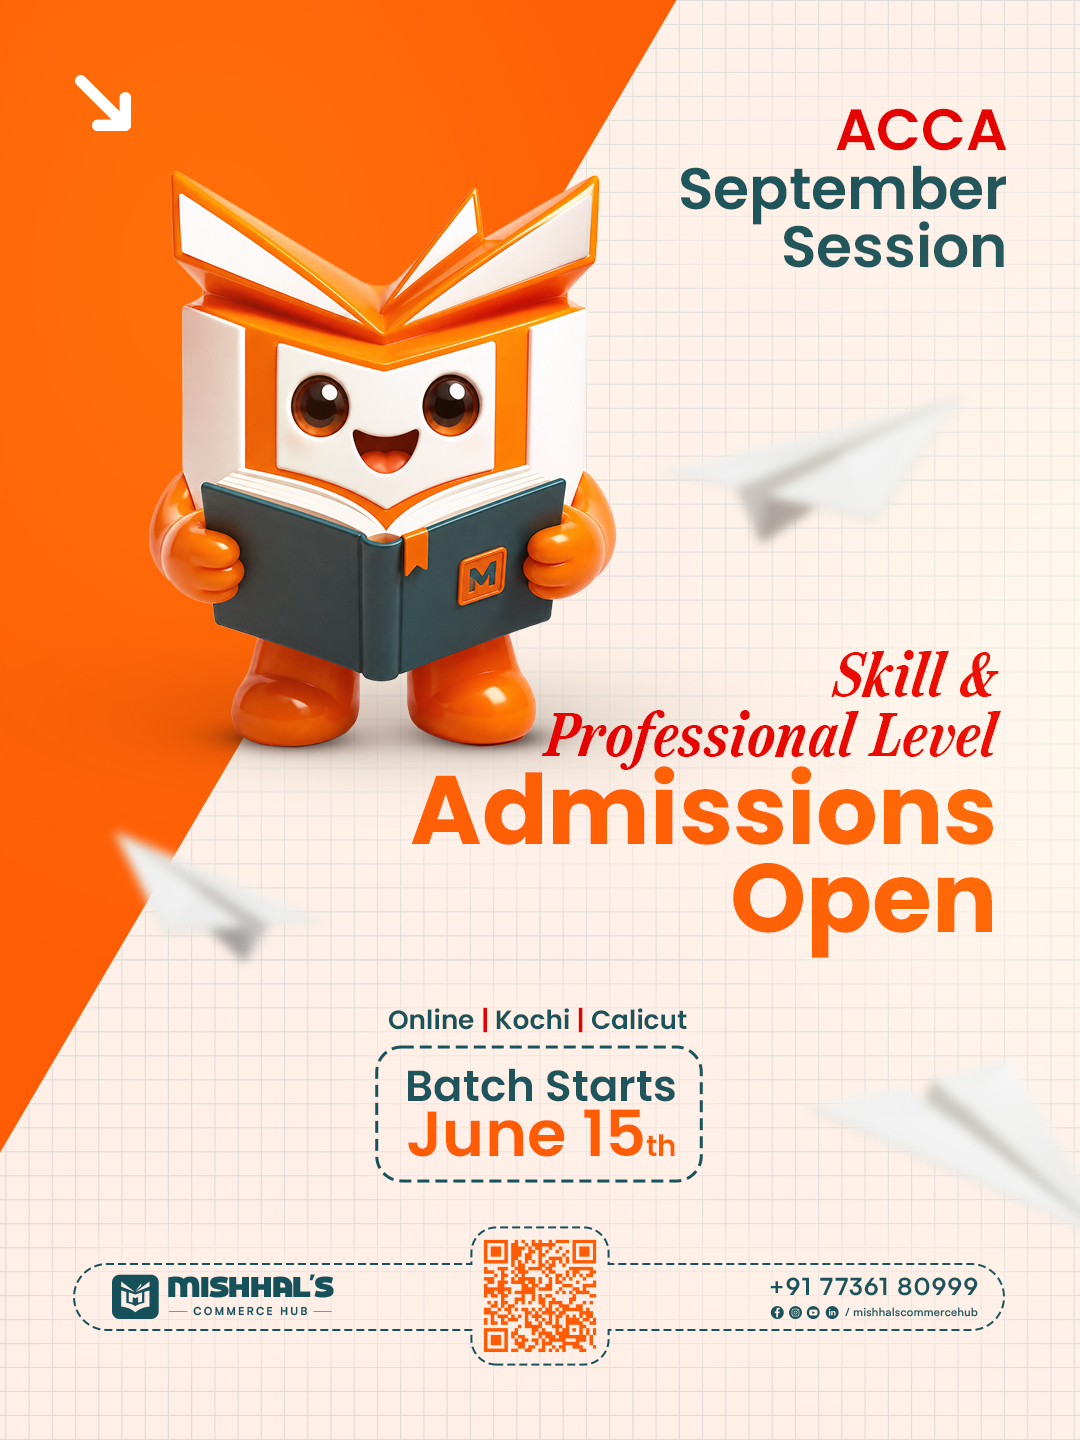 ACCA
September
Session
M
Skill &
Professional Level
Admissions
Open
Online | Kochi | Calicut
Batch Starts
June 15th
MISHHAL'S
COMMERCE HUB
+91 77361 80999
/ mishhalscommercehub